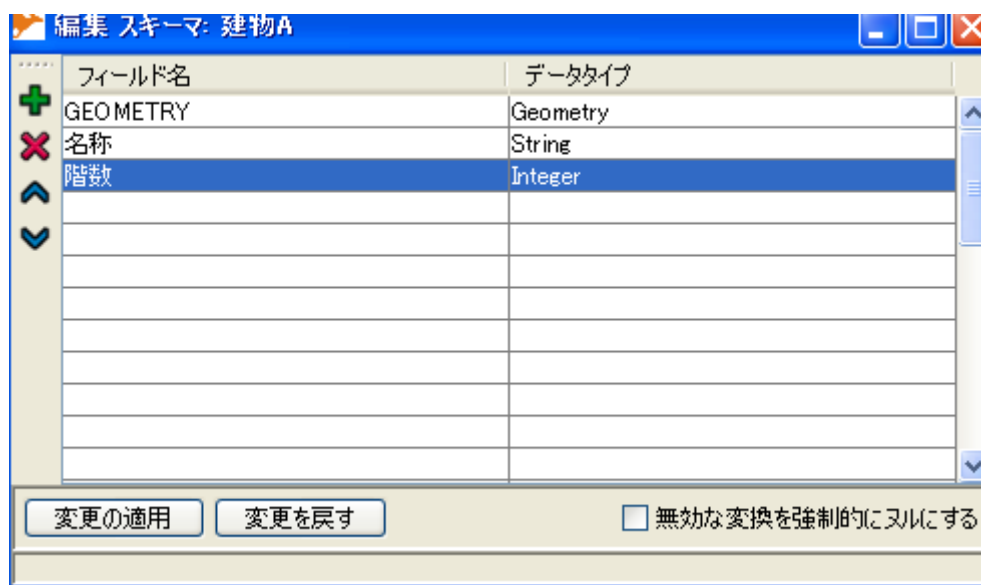 編集 スキーマ: 建物A
フィールド名 データタイプ
GEOMETRY Geometry
名称 String
階数 Integer
変更の適用 変更を戻す 無効な変換を強制的にヌルにする